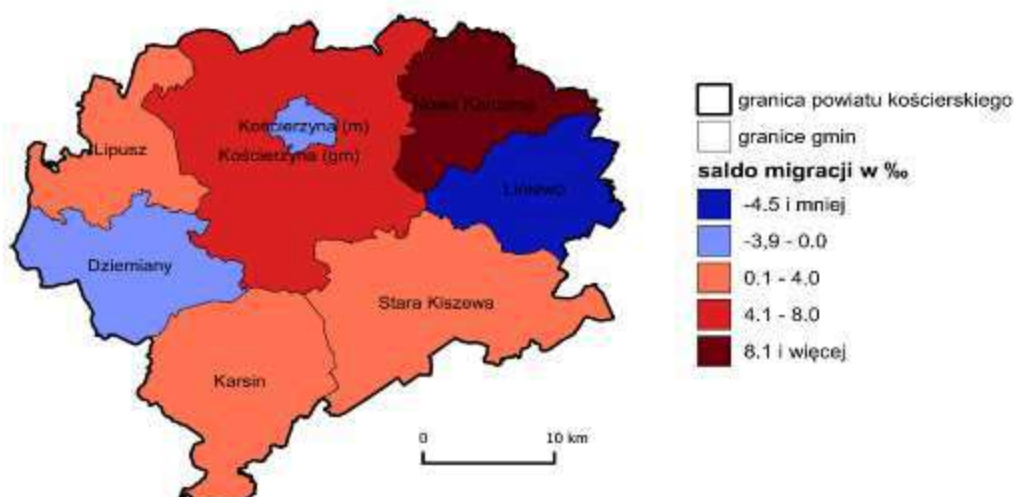 Nowa Karczma
Kościerzyna (m)
Lipusz
Kościerzyna (gm)
Liniewo
Dziemiany
Stara Kiszewa
Karsin
0 10 km
granica powiatu kościerskiego
granice gmin
saldo migracji w ‰
-4.5 i mniej
-3,9 - 0.0
0.1 - 4.0
4.1 - 8.0
8.1 i więcej